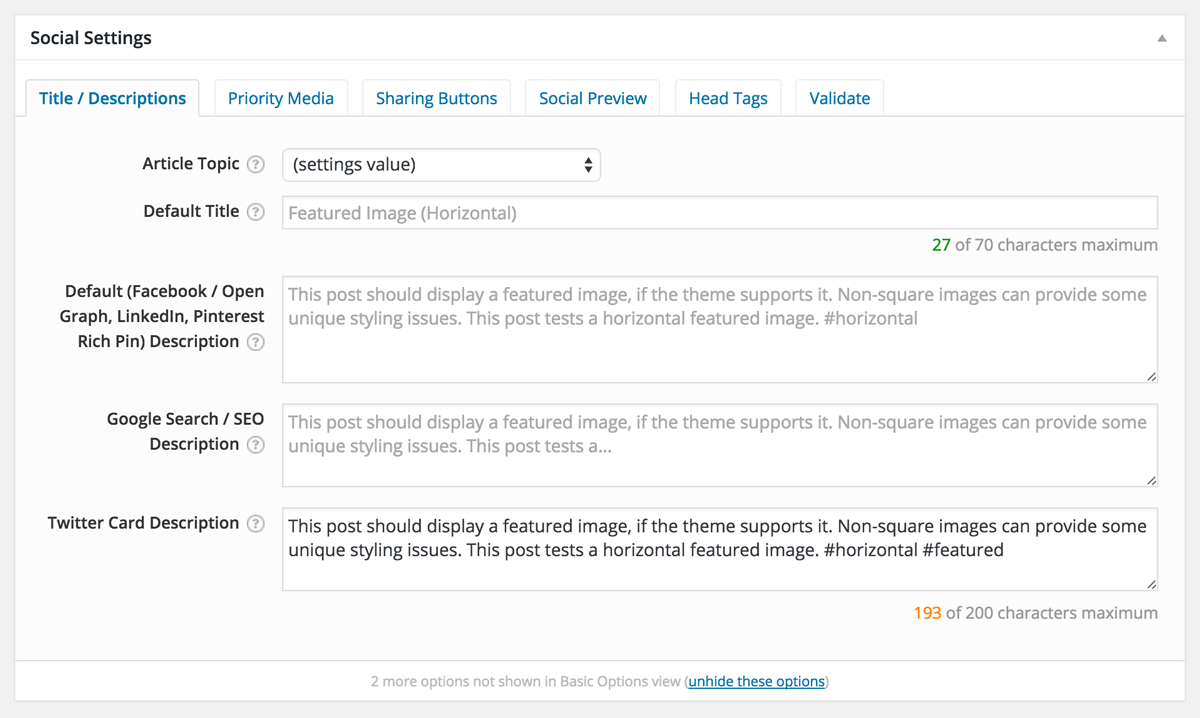 Social Settings
Title / Descriptions Priority Media Sharing Buttons Social Preview Head Tags Validate
Article Topic ? (settings value)
Default Title ? Featured Image (Horizontal)
27 of 70 characters maximum
Default (Facebook / Open
Graph, LinkedIn, Pinterest
Rich Pin) Description ?
This post should display a featured image, if the theme supports it. Non-square images can provide some
unique styling issues. This post tests a horizontal featured image. #horizontal
Google Search / SEO
Description ?
This post should display a featured image, if the theme supports it. Non-square images can provide some
unique styling issues. This post tests a...
Twitter Card Description ?
This post should display a featured image, if the theme supports it. Non-square images can provide some
unique styling issues. This post tests a horizontal featured image. #horizontal #featured
193 of 200 characters maximum
2 more options not shown in Basic Options view (unhide these options)